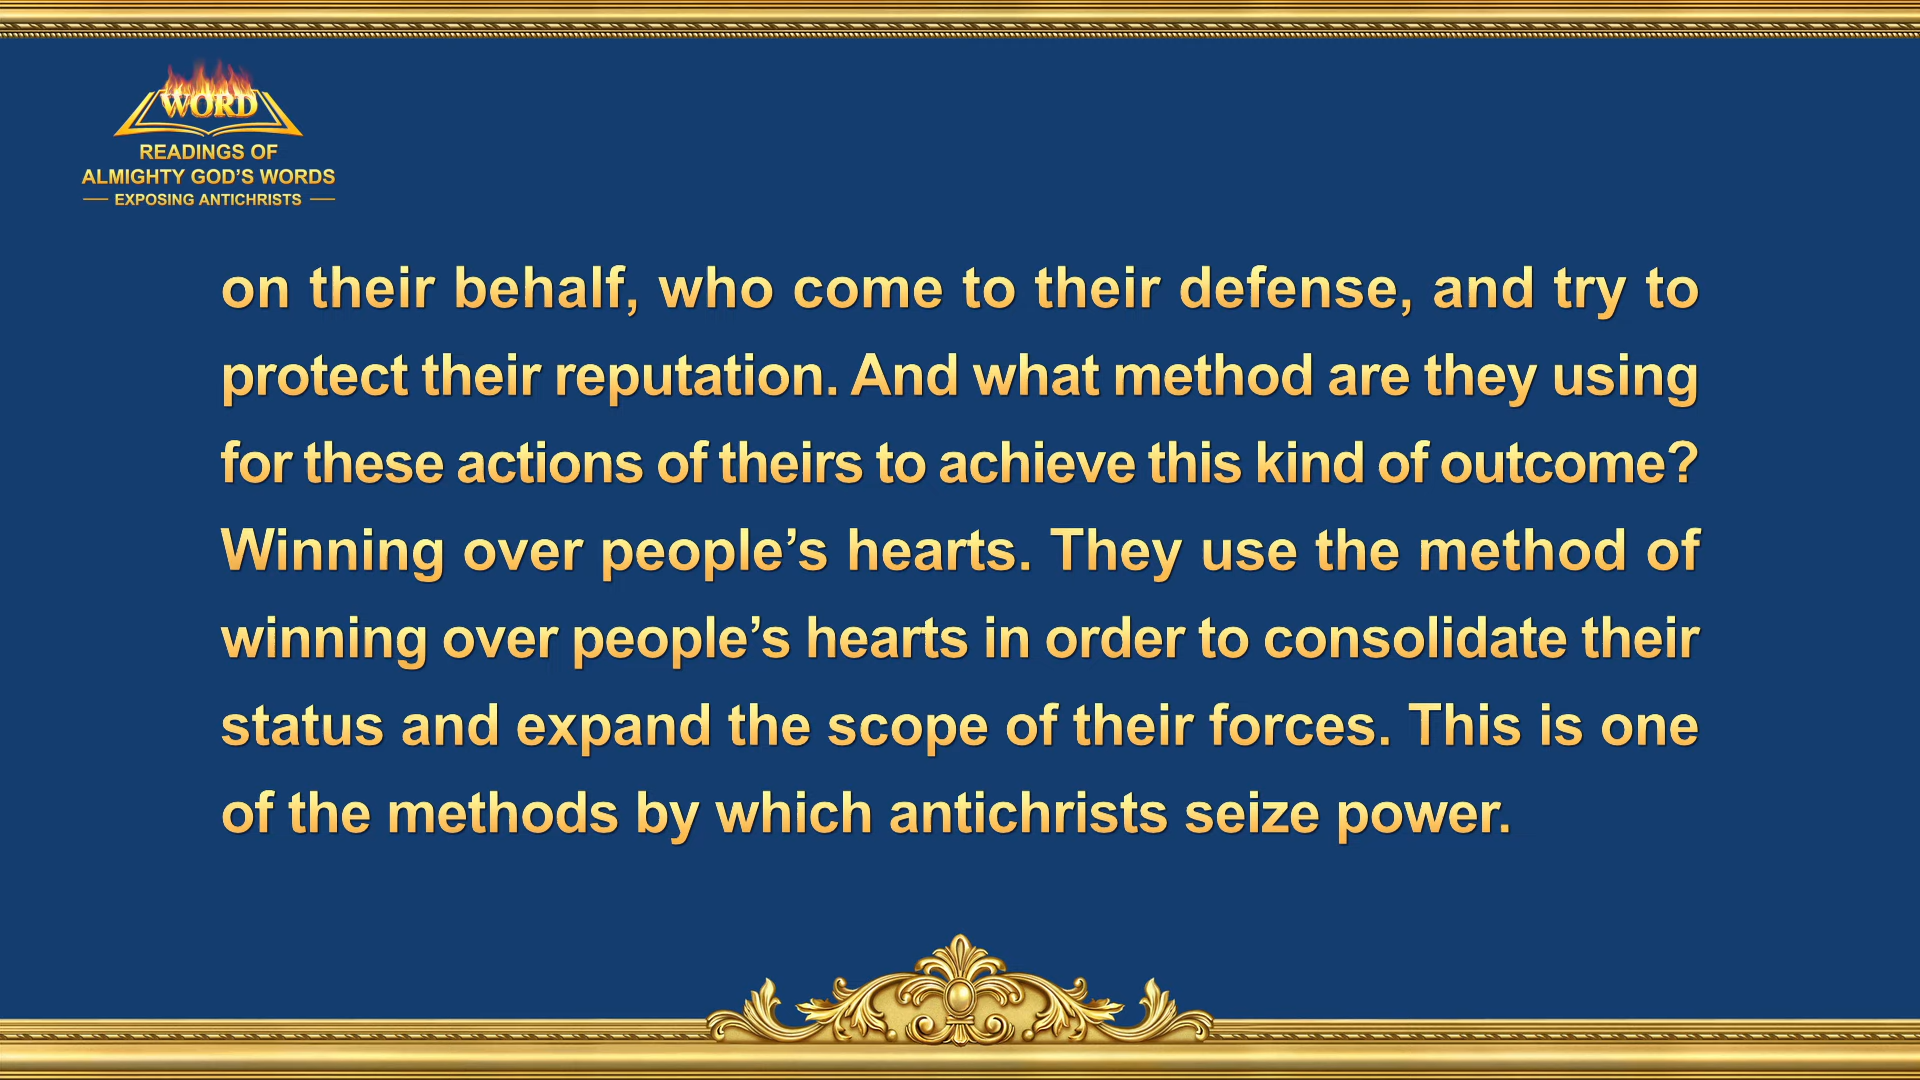 WORD
READINGS OF
ALMIGHTY GOD’S WORDS
EXPOSING ANTICHRISTS
on their behalf, who come to their defense, and try to
protect their reputation. And what method are they using
for these actions of theirs to achieve this kind of outcome?
Winning over people’s hearts. They use the method of
winning over people’s hearts in order to consolidate their
status and expand the scope of their forces. This is one
of the methods by which antichrists seize power.